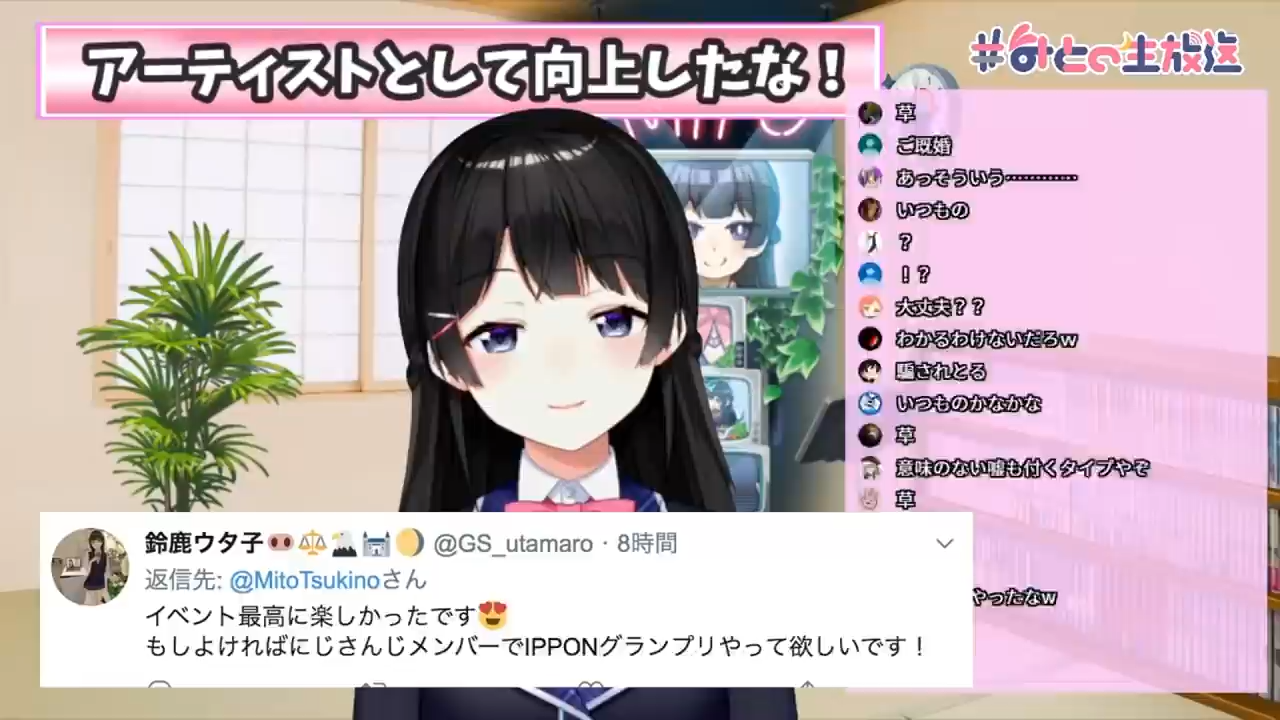 アーティストとして向上したな！
#みとの生放送
MITO
草
ご既婚
あっそういう…………
いつもの
？
！？
大丈夫？？
わかるわけないだろw
騙されとる
いつものかなかな
草
意味のない嘘も付くタイプやぞ
草
やったなw
鈴鹿ウタ子🐽⚖️🦅🏰🌖 @GS_utamaro · 8時間
返信先: @MitoTsukinoさん
イベント最高に楽しかったです😍
もしよければにじさんじメンバーでIPPONグランプリやって欲しいです！